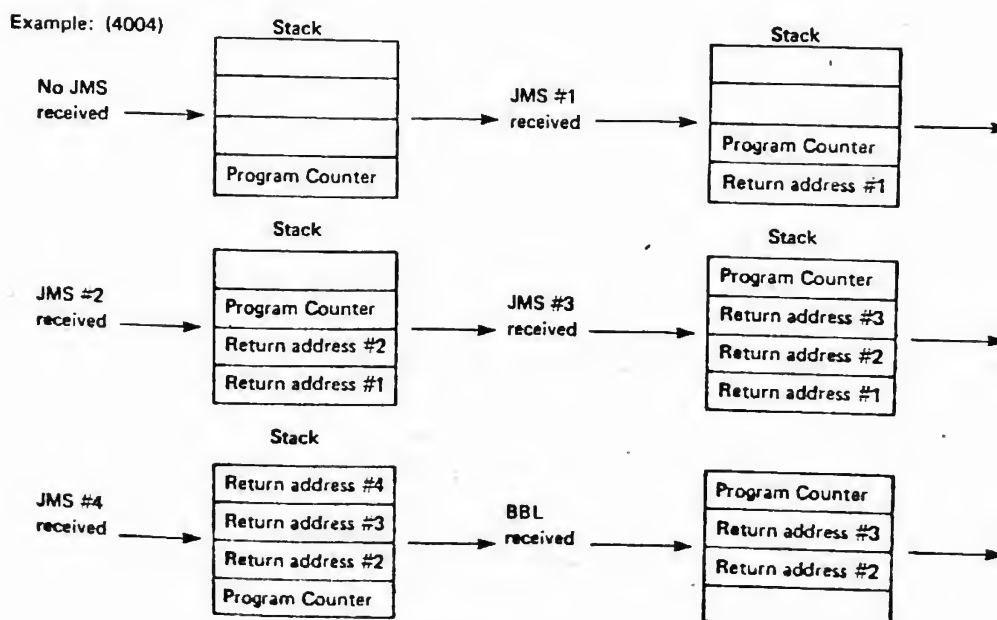 Example: (4004)
Stack
No JMS
received
Program Counter
JMS #1
received
Stack
Program Counter
Return address #1
JMS #2
received
Stack
Program Counter
Return address #2
Return address #1
JMS #3
received
Stack
Program Counter
Return address #3
Return address #2
Return address #1
JMS #4
received
Stack
Return address #4
Return address #3
Return address #2
Program Counter
BBL
received
Program Counter
Return address #3
Return address #2